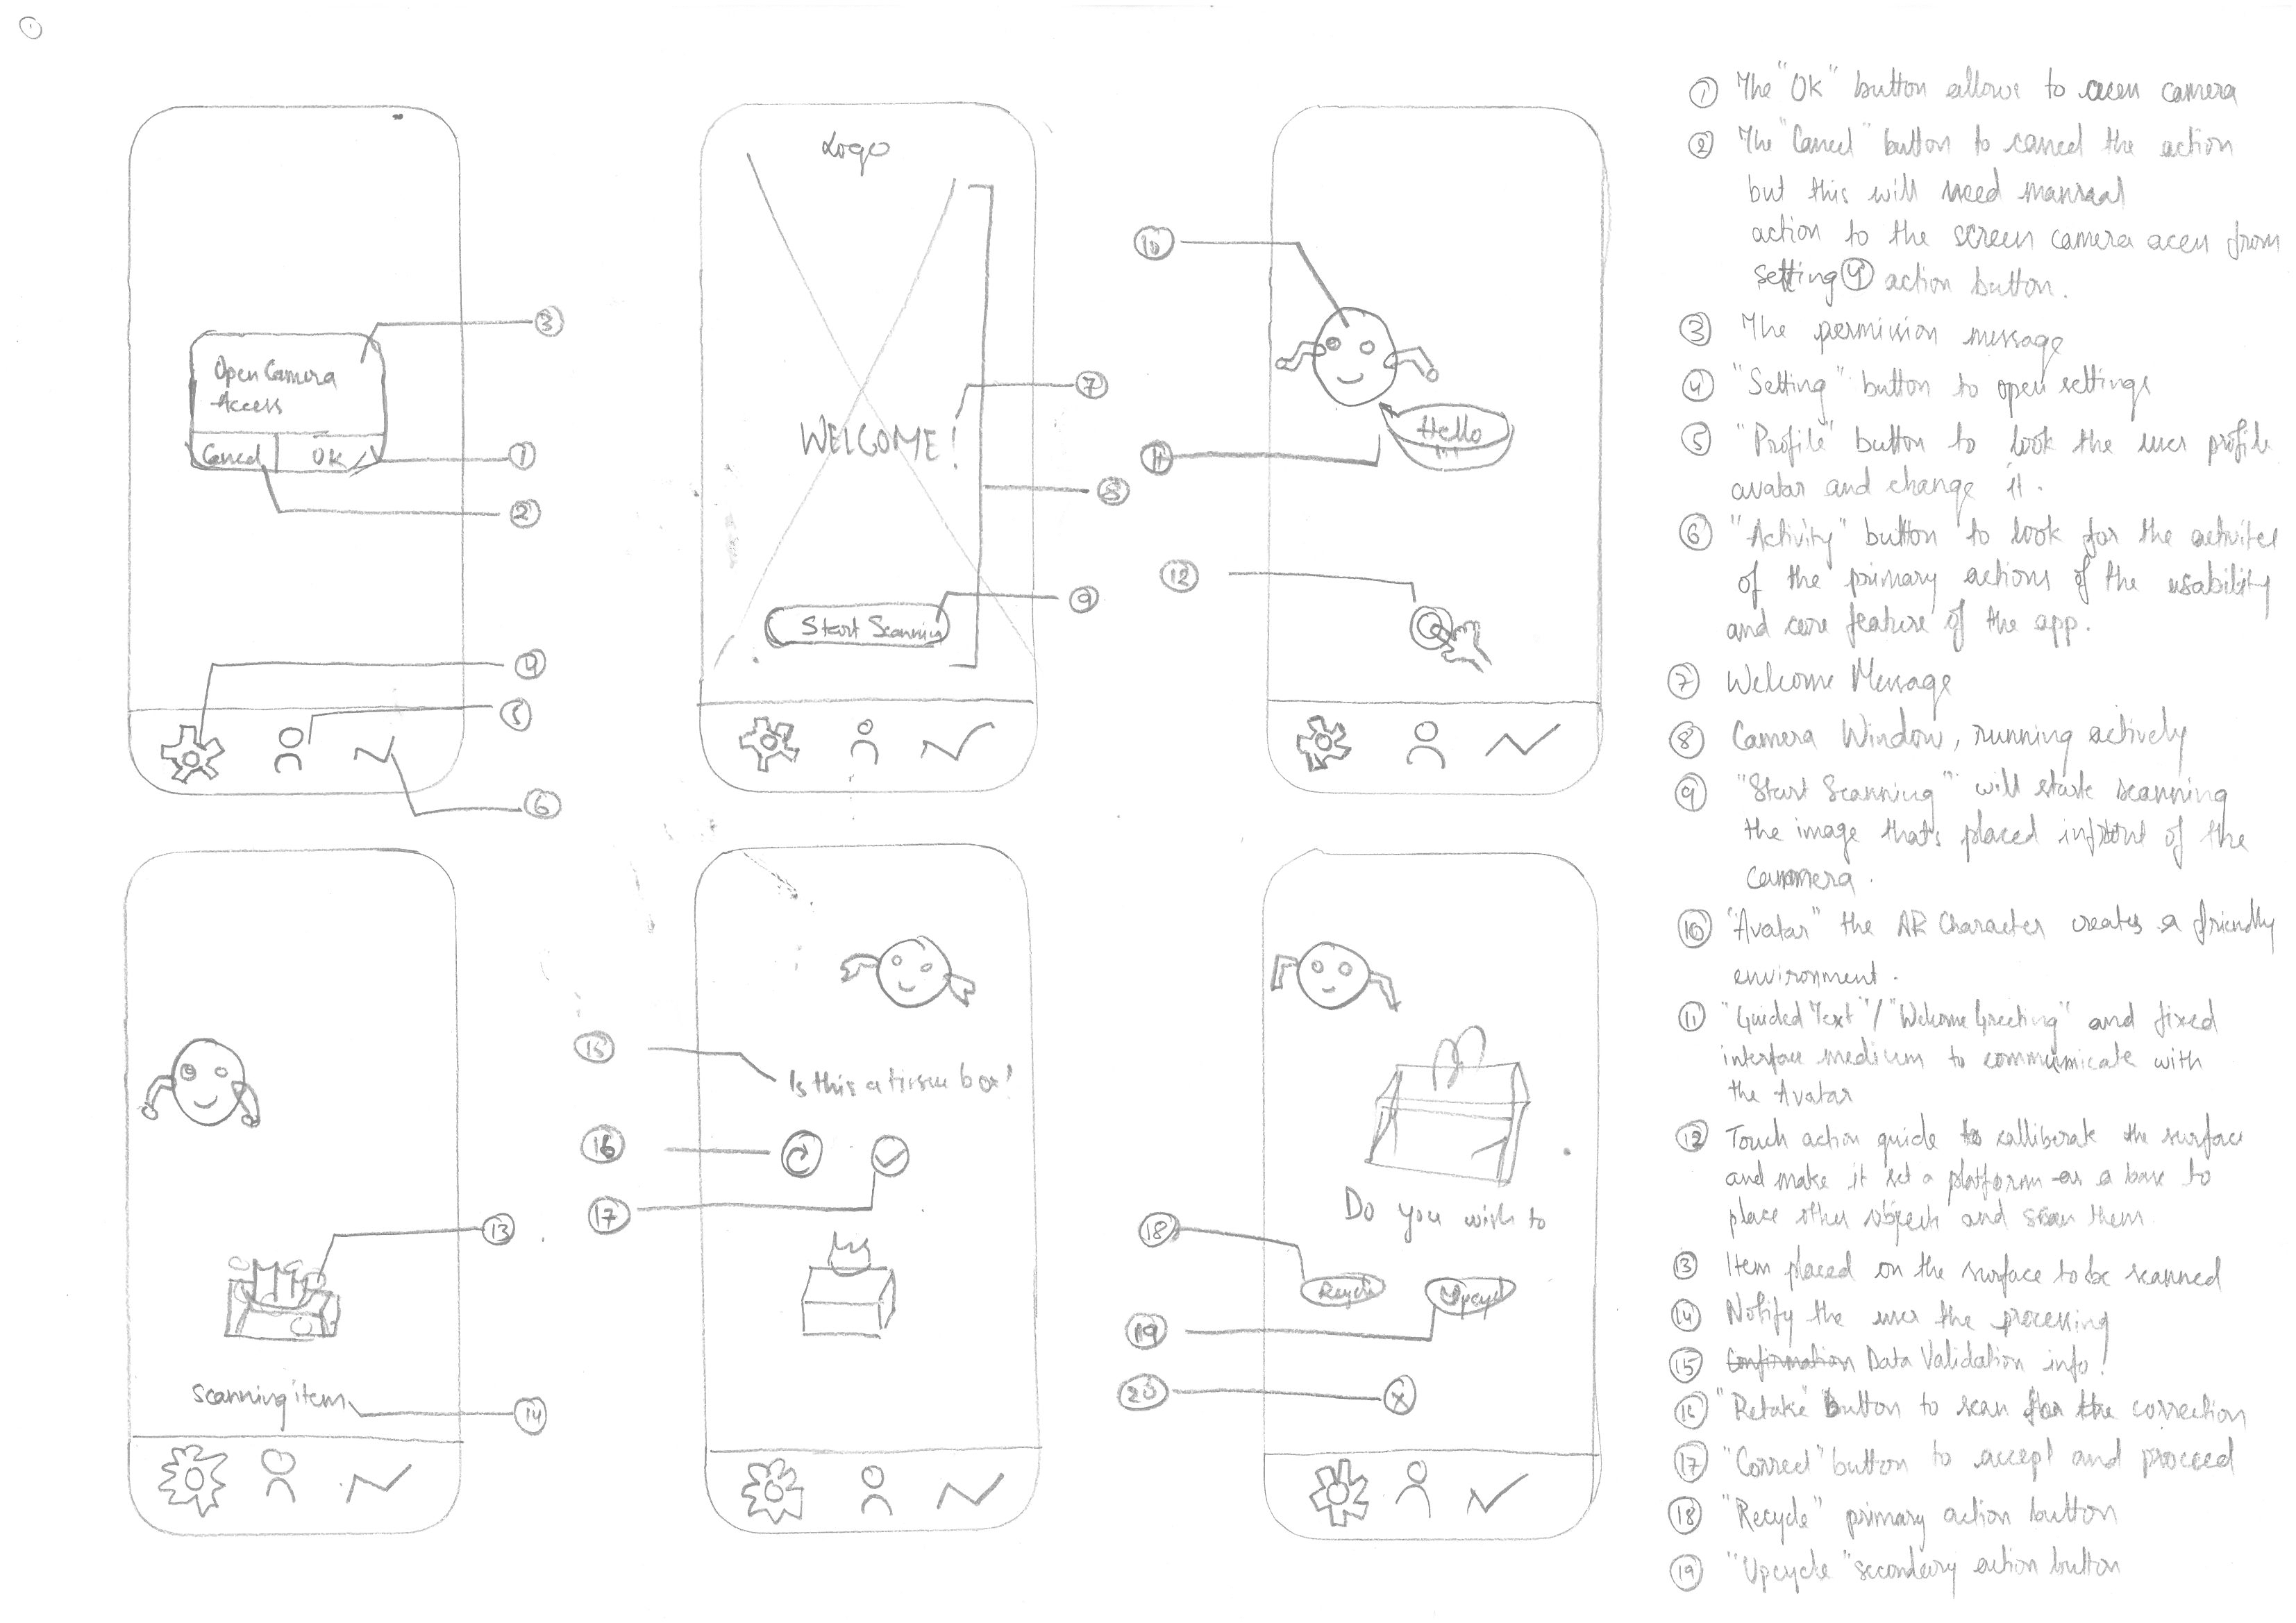 1
Open Camera
Access
Cancel
OK
3
1
2
4
5
6
Logo
WELCOME!
Start Scanning
7
8
9
10
Hello
11
12
13
scanning item
14
15
Is this a tissue box?
16
17
Do you wish to
18
Recycle
Upcycle
19
20
1 The "OK" button allows to acces camera
2 The "Cancel" button to cancel the action
but this will need manual
action to the screen camera acces from
setting 4 action button.
3 The permission message
4 "Setting" button to open settings
5 "Profile" button to look the user profile
avatar and change it.
6 "Activity" button to look for the activites
of the primary actions of the usability
and core feature of the app.
7 Welcome Message
8 Camera Window, running actively
9 "Start Scanning" will start scanning
the image that's placed infront of the
cammera.
10 "Avatar" the AR Character creates a friendly
environment.
11 "Guided Text"/"Welcome Greeting" and fixed
interface medium to communicate with
the Avatar
12 Touch action guide to calliberate the surface
and make it set a platform as a base to
place other objects and scan them
13 Item placed on the surface to be scanned
14 Notify the user the processing
15 Confirmation Data Validation info!
16 "Retake" button to scan for the correction
17 "Correct" button to accept and proceed
18 "Recycle" primary action button
19 "Upcycle" secondary action button